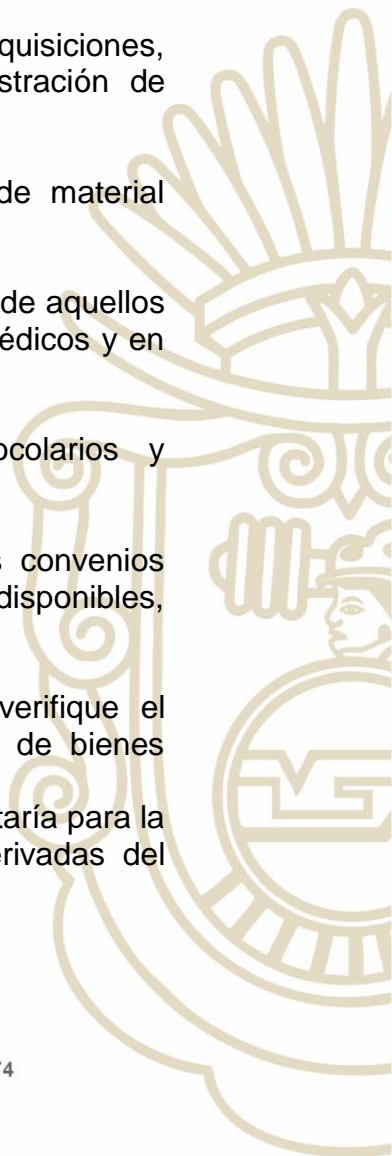 quisiciones,
stración de
de material
de aquellos
édicos y en
ocolarios y
s convenios
disponibles,
verifique el
de bienes
taría para la
erivadas del
74